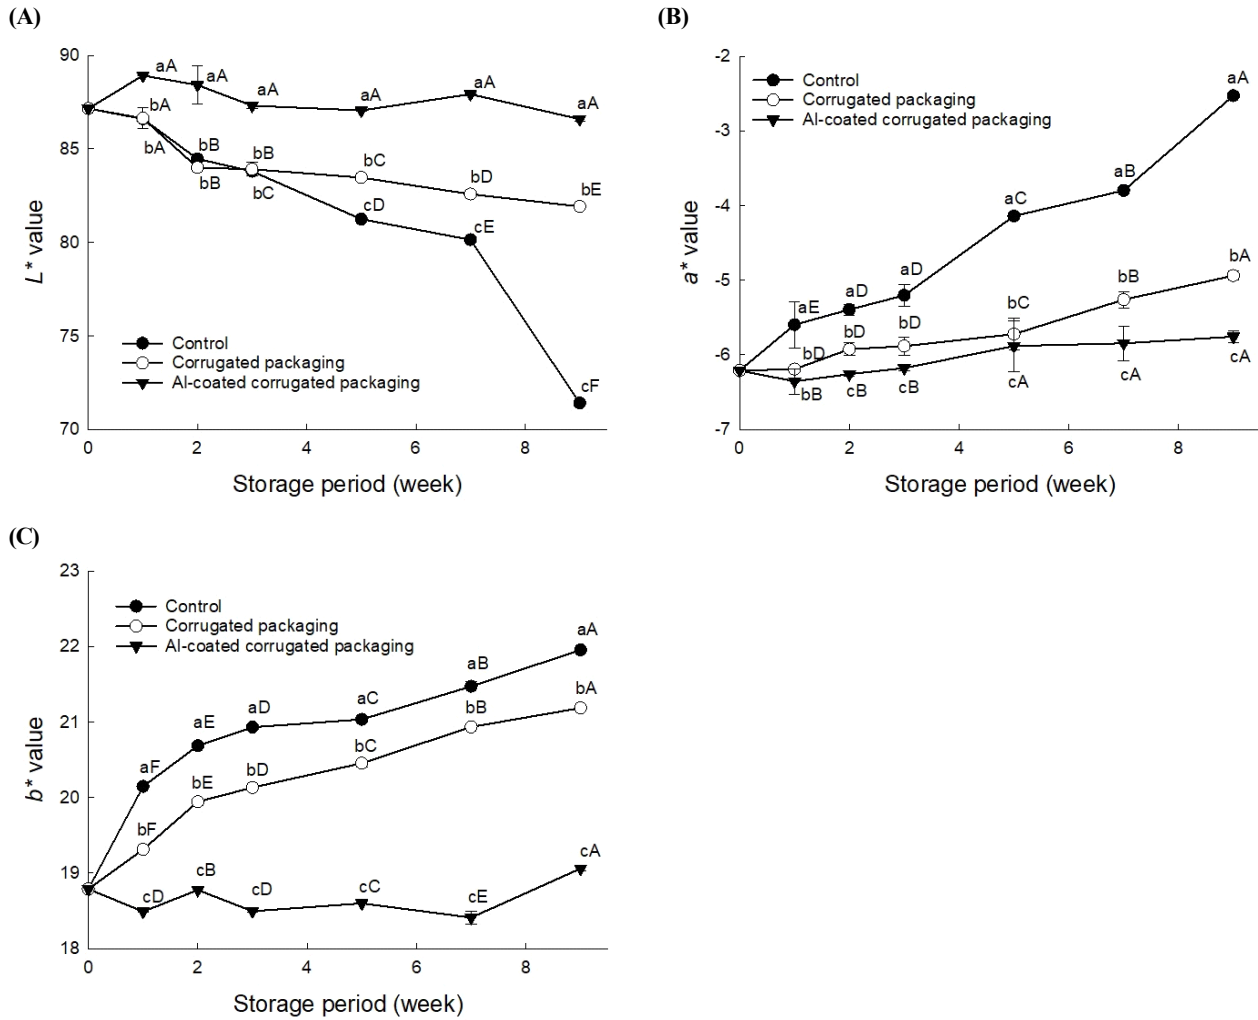 (A)
90
85
80
75
70
L* value
aA
aA
aA
aA
aA
aA
bA
bA
bB
bB
bB
bC
bC
cD
bD
cE
bE
cF
Control
Corrugated packaging
Al-coated corrugated packaging
0 2 4 6 8
Storage period (week)
(B)
-2
-3
-4
-5
-6
-7
a* value
Control
Corrugated packaging
Al-coated corrugated packaging
aE
aD
aD
aC
aB
aA
bD
bD
bD
bC
bB
bA
bB
cB
cB
cA
cA
cA
0 2 4 6 8
Storage period (week)
(C)
23
22
21
20
19
18
b* value
Control
Corrugated packaging
Al-coated corrugated packaging
aF
aE
aD
aC
aB
aA
bF
bE
bD
bC
bB
bA
cD
cB
cD
cC
cE
cA
0 2 4 6 8
Storage period (week)